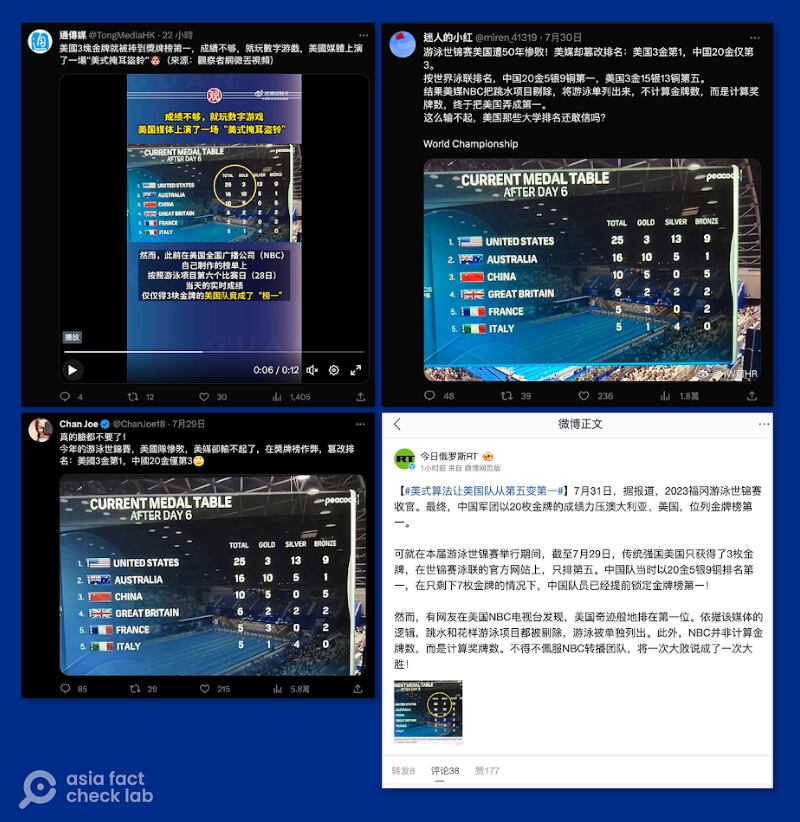 通傳媒 @TongMediaHK · 22 小時
美國3塊金牌就被捧到獎牌榜第一，成績不够，就玩數字游戲，美國媒體上演
了一場“美式掩耳盜鈴”（來源：觀察者網微丟視頻）
观
成绩不够，就玩数字游戏
美国媒体上演了一场“美式掩耳盗铃”
CURRENT MEDAL TABLE
AFTER DAY 6
peacock
TOTAL GOLD SILVER BRONZE
1. UNITED STATES 25 3 13 9
2. AUSTRALIA 16 10 5 1
3. CHINA 10 5 0 5
4. GREAT BRITAIN 6 2 2 2
5. FRANCE 5 3 0 2
5. ITALY 5 1 4 0
然而，此前在美国全国广播公司（NBC）
自己制作的榜单上
按照游泳项目第六个比赛日（28日）
当天的实时成绩
仅仅得3块金牌的美国队竟成了“榜一”
播放
0:06 / 0:12
4 12 30 1,405
迷人的小红 @miren_41319 · 7月30日
游泳世锦赛美国遭50年惨败！美媒却篡改排名：美国3金第1，中国20金仅第
3。
按世界泳联排名，中国20金5银9铜第一，美国3金15银13铜第五。
结果美媒NBC把跳水项目剔除，将游泳单列出来，不计算金牌数，而是计算奖
牌数，终于把美国弄成第一。
这么输不起，美国那些大学排名还敢信吗？
World Championship
CURRENT MEDAL TABLE
AFTER DAY 6
peacock
TOTAL GOLD SILVER BRONZE
1. UNITED STATES 25 3 13 9
2. AUSTRALIA 16 10 5 1
3. CHINA 10 5 0 5
4. GREAT BRITAIN 6 2 2 2
5. FRANCE 5 3 0 2
5. ITALY 5 1 4 0
48 39 236 1.8萬
Chan Joe @Chanjoe18 · 7月29日
真的臉都不要了！
今年的游泳世錦賽，美國隊慘敗，美媒卻輸不起了，在獎牌榜作弊，篡改排
名：美國3金第1，中國20金僅第3
CURRENT MEDAL TABLE
AFTER DAY 6
peacock
TOTAL GOLD SILVER BRONZE
1. UNITED STATES 25 3 13 9
2. AUSTRALIA 16 10 5 1
3. CHINA 10 5 0 5
4. GREAT BRITAIN 6 2 2 2
5. FRANCE 5 3 0 2
5. ITALY 5 1 4 0
85 29 215 5.8萬
微博正文
RT
今日俄罗斯RT
1小时前 来自 微博网页版
【#美式算法让美国队从第五变第一#】7月31日，据报道，2023福冈游泳世锦赛
收官。最终，中国军团以20枚金牌的成绩力压澳大利亚、美国，位列金牌榜第
一。
可就在本届游泳世锦赛举行期间，截至7月29日，传统强国美国只获得了3枚金
牌，在世锦赛泳联的官方网站上，只排第五。中国队当时以20金5银9铜排名第
一，在只剩下7枚金牌的情况下，中国队员已经提前锁定金牌榜第一！
然而，有网友在美国NBC电视台发现，美国奇迹般地排在第一位。依据该媒体的
逻辑，跳水和花样游泳项目都被剔除，游泳被单独列出。此外，NBC并非计算金
牌数，而是计算奖牌数。不得不佩服NBC转播团队，将一次大败说成了一次大
胜！
转发8 评论38 赞177
asia fact
check lab